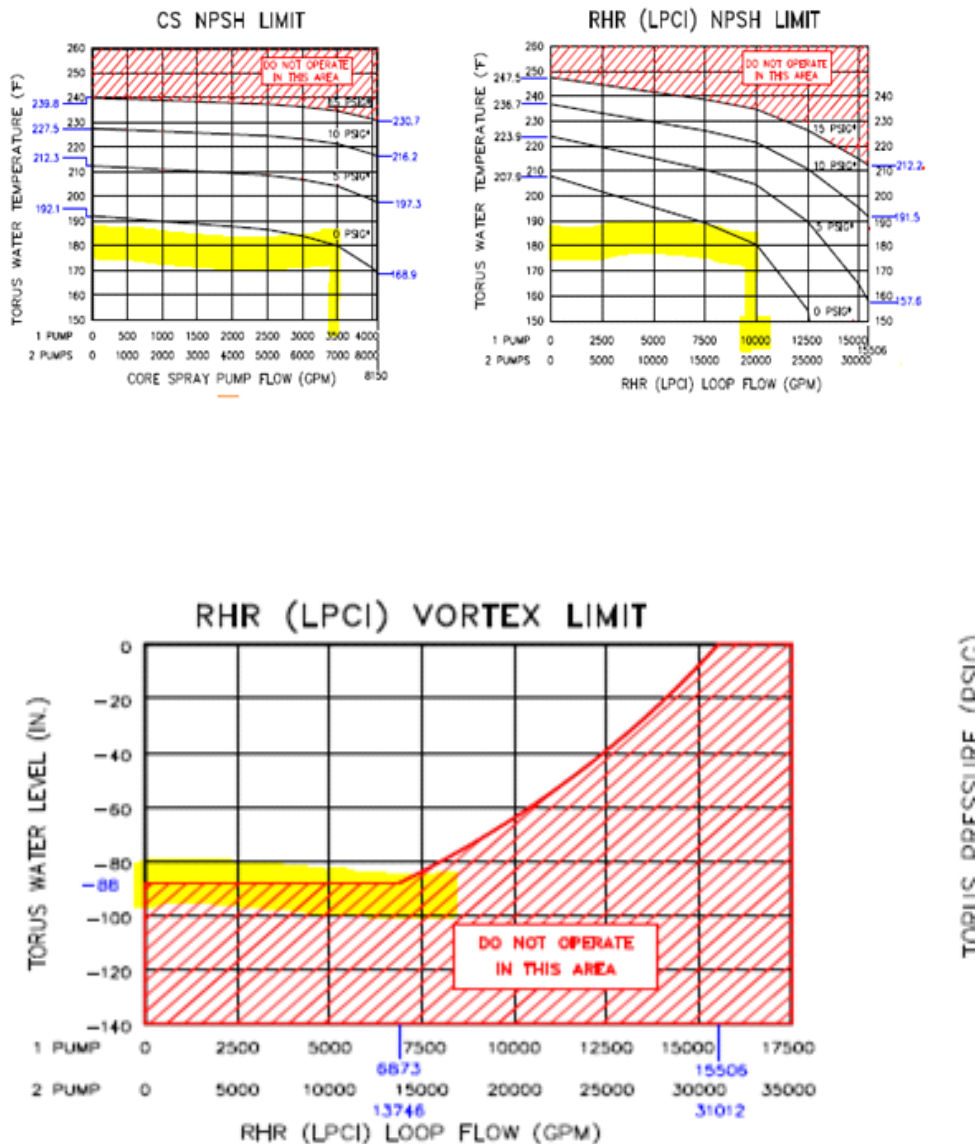 CS NPSH LIMIT
TORUS WATER TEMPERATURE (°F)
260
250
240
230
220
210
200
190
180
170
160
150
239.8
227.5
212.3
192.1
DO NOT OPERATE
IN THIS AREA
15 PSIG*
10 PSIG*
5 PSIG*
0 PSIG*
230.7
216.2
197.3
168.9
1 PUMP 0 500 1000 1500 2000 2500 3000 3500 4000
2 PUMPS 0 1000 2000 3000 4000 5000 6000 7000 8000
8150
CORE SPRAY PUMP FLOW (GPM)
RHR (LPCI) NPSH LIMIT
TORUS WATER TEMPERATURE (°F)
260
250
240
230
220
210
200
190
180
170
160
150
247.5
236.7
223.9
207.9
DO NOT OPERATE
IN THIS AREA
15 PSIG*
10 PSIG*
5 PSIG*
0 PSIG*
240
230
220
210
200
190
180
170
160
150
212.2
191.5
157.6
1 PUMP 0 2500 5000 7500 10000 12500
15506
2 PUMPS 0 5000 10000 15000 20000 25000 30000
RHR (LPCI) LOOP FLOW (GPM)
RHR (LPCI) VORTEX LIMIT
TORUS WATER LEVEL (IN.)
0
-20
-40
-60
-80
-88
-100
-120
-140
DO NOT OPERATE
IN THIS AREA
1 PUMP 0 2500 5000 7500 10000 12500 15000 17500
6873 15506
2 PUMP 0 5000 10000 15000 20000 25000 30000 35000
13746 31012
RHR (LPCI) LOOP FLOW (GPM)
TORUS PRESSURE (PSIG)